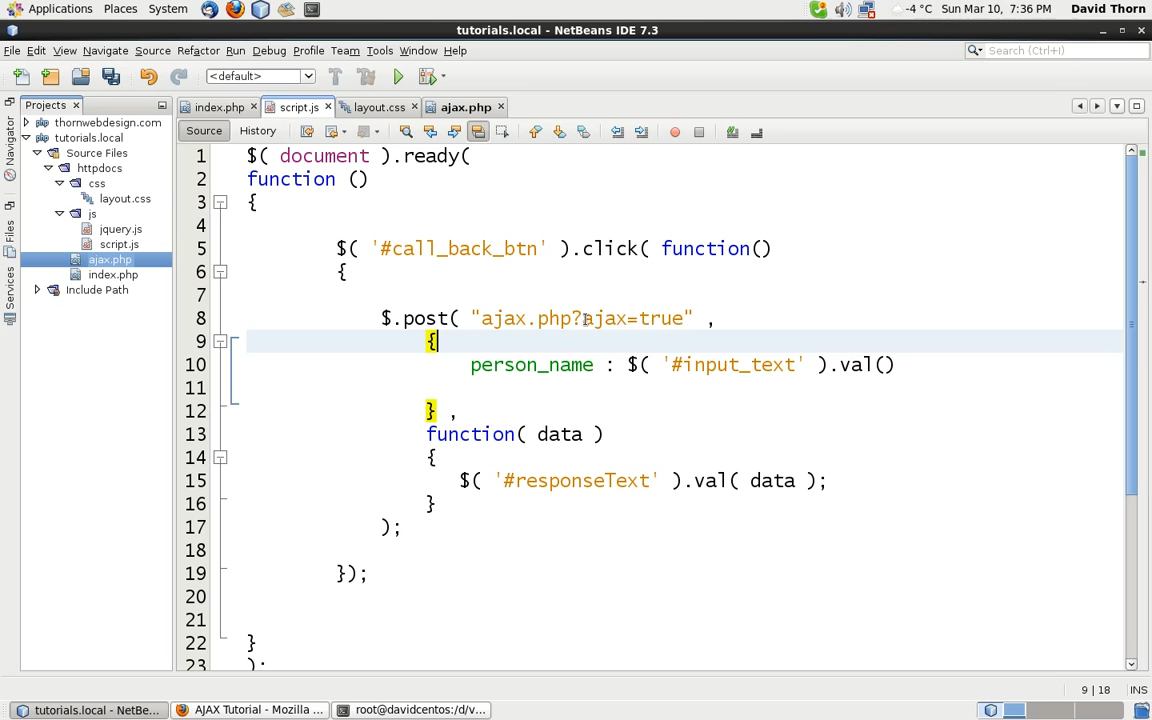 Applications Places System -4 °C Sun Mar 10, 7:36 PM David Thorn
tutorials.local - NetBeans IDE 7.3
File Edit View Navigate Source Refactor Run Debug Profile Team Tools Window Help Search (Ctrl+I)
<default>
Projects index.php script.js layout.css ajax.php
Navigator
Files
Services
thornwebdesign.com
tutorials.local
Source Files
httpdocs
css
layout.css
js
jquery.js
script.js
ajax.php
index.php
Include Path
Source History
1 $( document ).ready(
2 function ()
3 {
4
5 $( '#call_back_btn' ).click( function()
6 {
7
8 $.post( "ajax.php?ajax=true" ,
9 {
10 person_name : $( '#input_text' ).val()
11
12 } ,
13 function( data )
14 {
15 $( '#responseText' ).val( data );
16 }
17 );
18
19 });
20
21
22 }
23 );
9 | 18 INS
tutorials.local - NetBe... AJAX Tutorial - Mozilla ... root@davidcentos:/d/v...